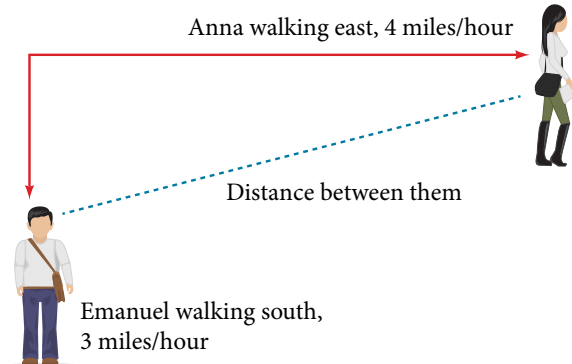 Anna walking east, 4 miles/hour
Distance between them
Emanuel walking south,
3 miles/hour